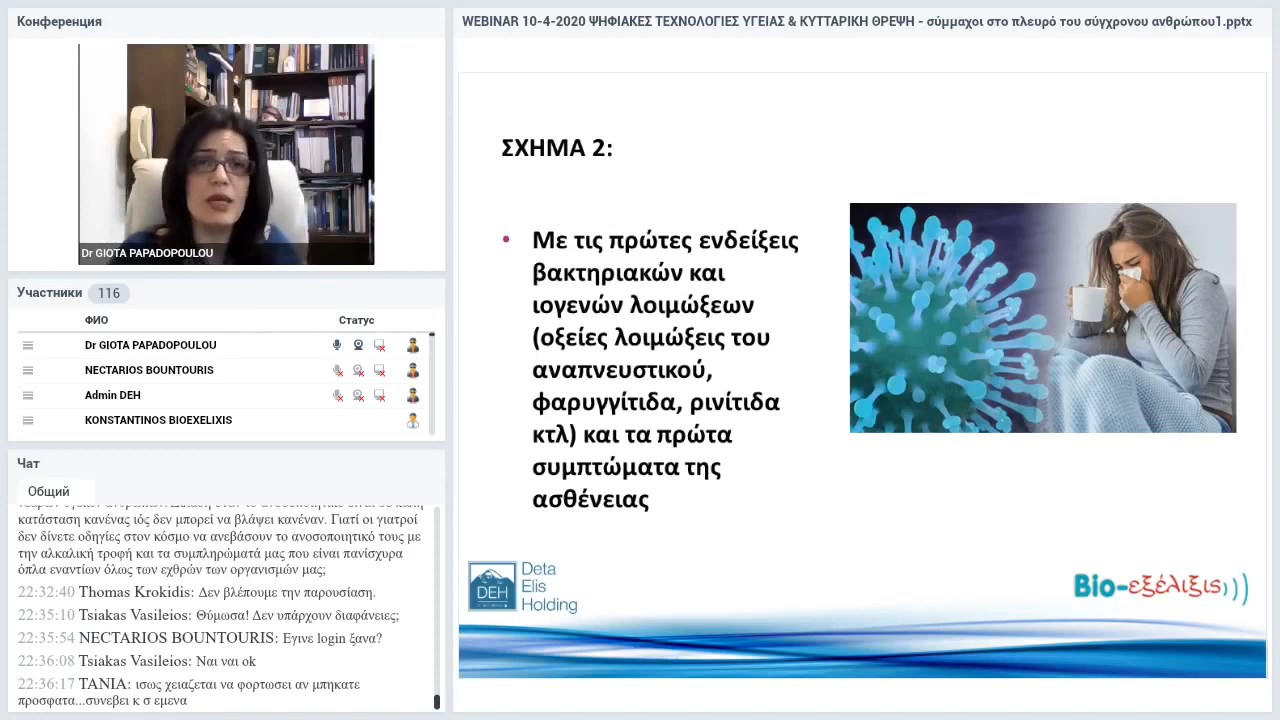 Конференция
Dr GIOTA PAPADOPOULOU
Участники 116
ФИО Статус
Dr GIOTA PAPADOPOULOU
NECTARIOS BOUNTOURIS
Admin DEH
KONSTANTINOS BIOEXELIXIS
Чат
Общий
κατάσταση κανένας ιός δεν μπορεί να βλάψει κανέναν. Γιατί οι γιατροί
δεν δίνετε οδηγίες στον κόσμο να ανεβάσουν το ανοσοποιητικό τους με
την αλκαλική τροφή και τα συμπληρώματά μας που είναι πανίσχυρα
όπλα εναντίων όλως των εχθρών των οργανισμών μας;
22:32:40 Thomas Krokidis: Δεν βλέπουμε την παρουσίαση.
22:35:10 Tsiakas Vasileios: Θύμωσα! Δεν υπάρχουν διαφάνειες;
22:35:54 NECTARIOS BOUNTOURIS: Εγινε login ξανα?
22:36:08 Tsiakas Vasileios: Ναι ναι ok
22:36:17 TANIA: ισως χειαζεται να φορτωσει αν μπηκατε
προσφατα...συνεβει κ σ εμενα
WEBINAR 10-4-2020 ΨΗΦΙΑΚΕΣ ΤΕΧΝΟΛΟΓΙΕΣ ΥΓΕΙΑΣ & ΚΥΤΤΑΡΙΚΗ ΘΡΕΨΗ - σύμμαχοι στο πλευρό του σύγχρονου ανθρώπου1.pptx
ΣΧΗΜΑ 2:
• Με τις πρώτες ενδείξεις
βακτηριακών και
ιογενών λοιμώξεων
(οξείες λοιμώξεις του
αναπνευστικού,
φαρυγγίτιδα, ρινίτιδα
κτλ) και τα πρώτα
συμπτώματα της
ασθένειας
DEH
Deta
Elis
Holding
Bio-εξέλιξις